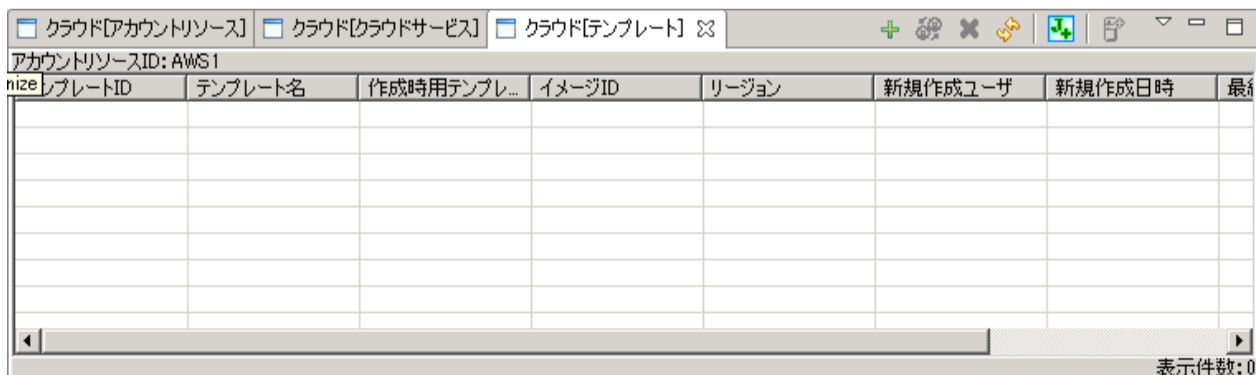 クラウド[アカウントリソース] クラウド[クラウドサービス] クラウド[テンプレート]
アカウントリソースID: AWS1
nize ンプレートID テンプレート名 作成時用テンプレ... イメージID リージョン 新規作成ユーザ 新規作成日時 最終
表示件数:0